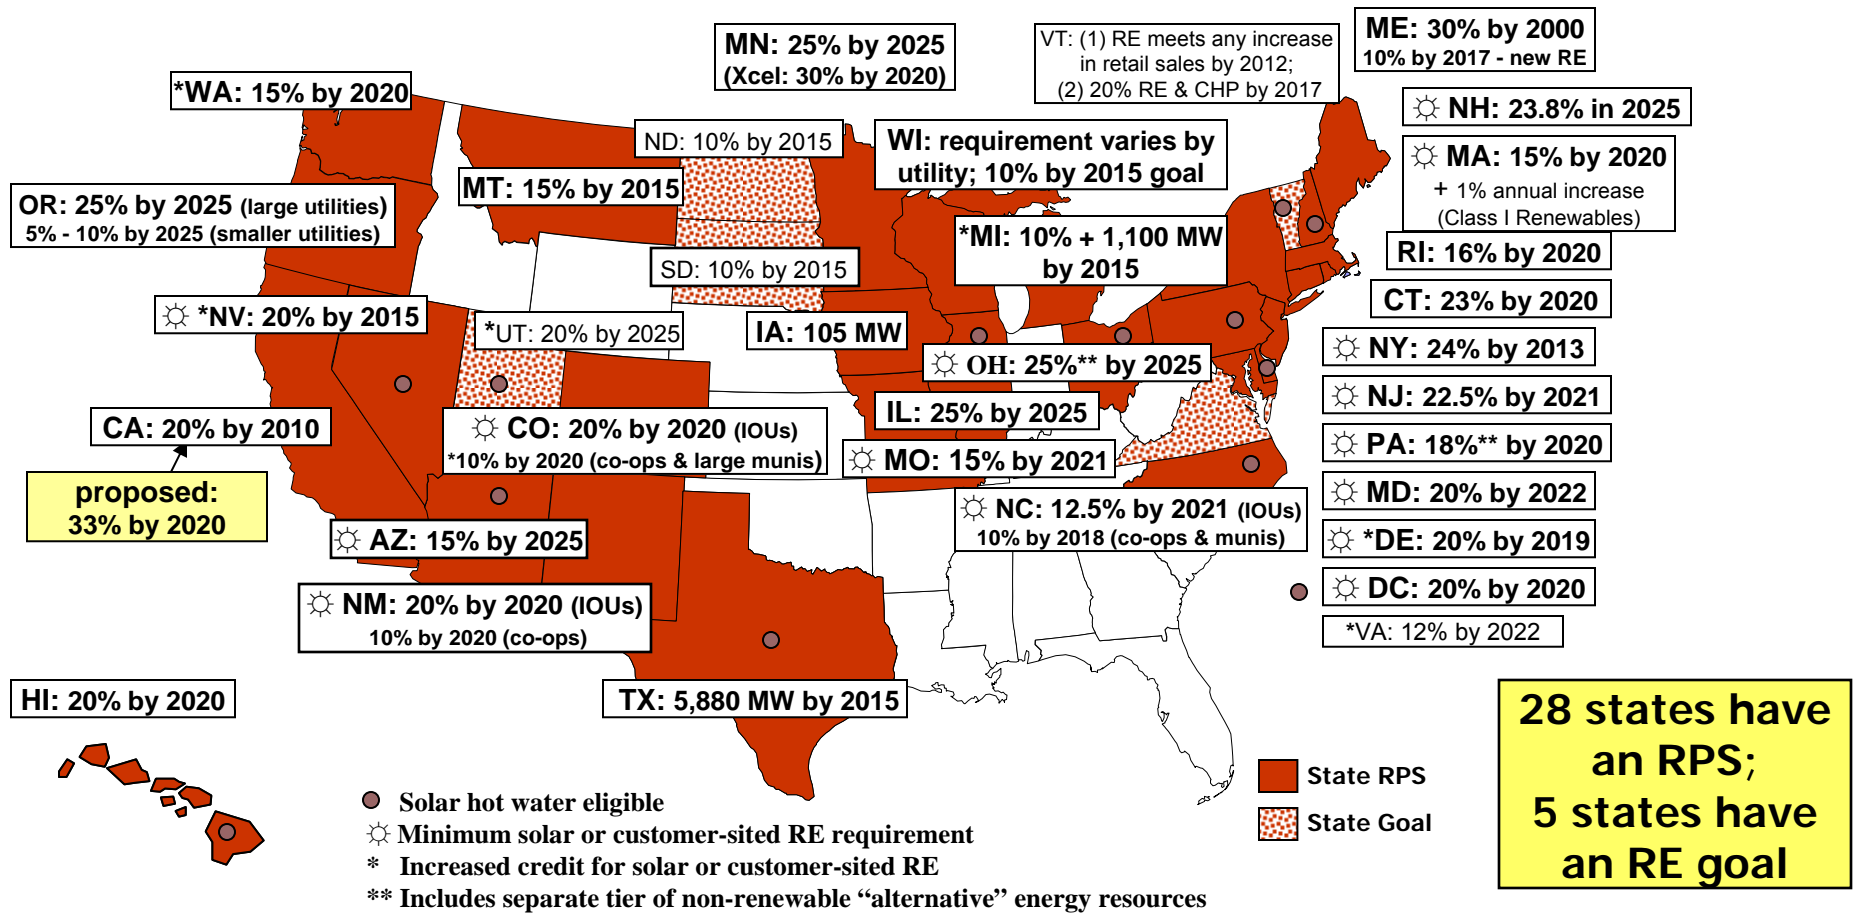 MN: 25% by 2025
(Xcel: 30% by 2020)
VT: (1) RE meets any increase
in retail sales by 2012;
(2) 20% RE & CHP by 2017
ME: 30% by 2000
10% by 2017 - new RE
*WA: 15% by 2020
☼ NH: 23.8% in 2025
ND: 10% by 2015
WI: requirement varies by
utility; 10% by 2015 goal
☼ MA: 15% by 2020
+ 1% annual increase
(Class I Renewables)
MT: 15% by 2015
OR: 25% by 2025 (large utilities)
5% - 10% by 2025 (smaller utilities)
*MI: 10% + 1,100 MW
by 2015
RI: 16% by 2020
SD: 10% by 2015
CT: 23% by 2020
☼ *NV: 20% by 2015
*UT: 20% by 2025
IA: 105 MW
☼ NY: 24% by 2013
☼ OH: 25%** by 2025
☼ NJ: 22.5% by 2021
IL: 25% by 2025
CA: 20% by 2010
☼ CO: 20% by 2020 (IOUs)
*10% by 2020 (co-ops & large munis)
☼ PA: 18%** by 2020
☼ MO: 15% by 2021
proposed:
33% by 2020
☼ MD: 20% by 2022
☼ NC: 12.5% by 2021 (IOUs)
10% by 2018 (co-ops & munis)
☼ AZ: 15% by 2025
☼ *DE: 20% by 2019
☼ NM: 20% by 2020 (IOUs)
10% by 2020 (co-ops)
☼ DC: 20% by 2020
*VA: 12% by 2022
HI: 20% by 2020
TX: 5,880 MW by 2015
28 states have
an RPS;
5 states have
an RE goal
State RPS
State Goal
Solar hot water eligible
☼ Minimum solar or customer-sited RE requirement
* Increased credit for solar or customer-sited RE
** Includes separate tier of non-renewable “alternative” energy resources